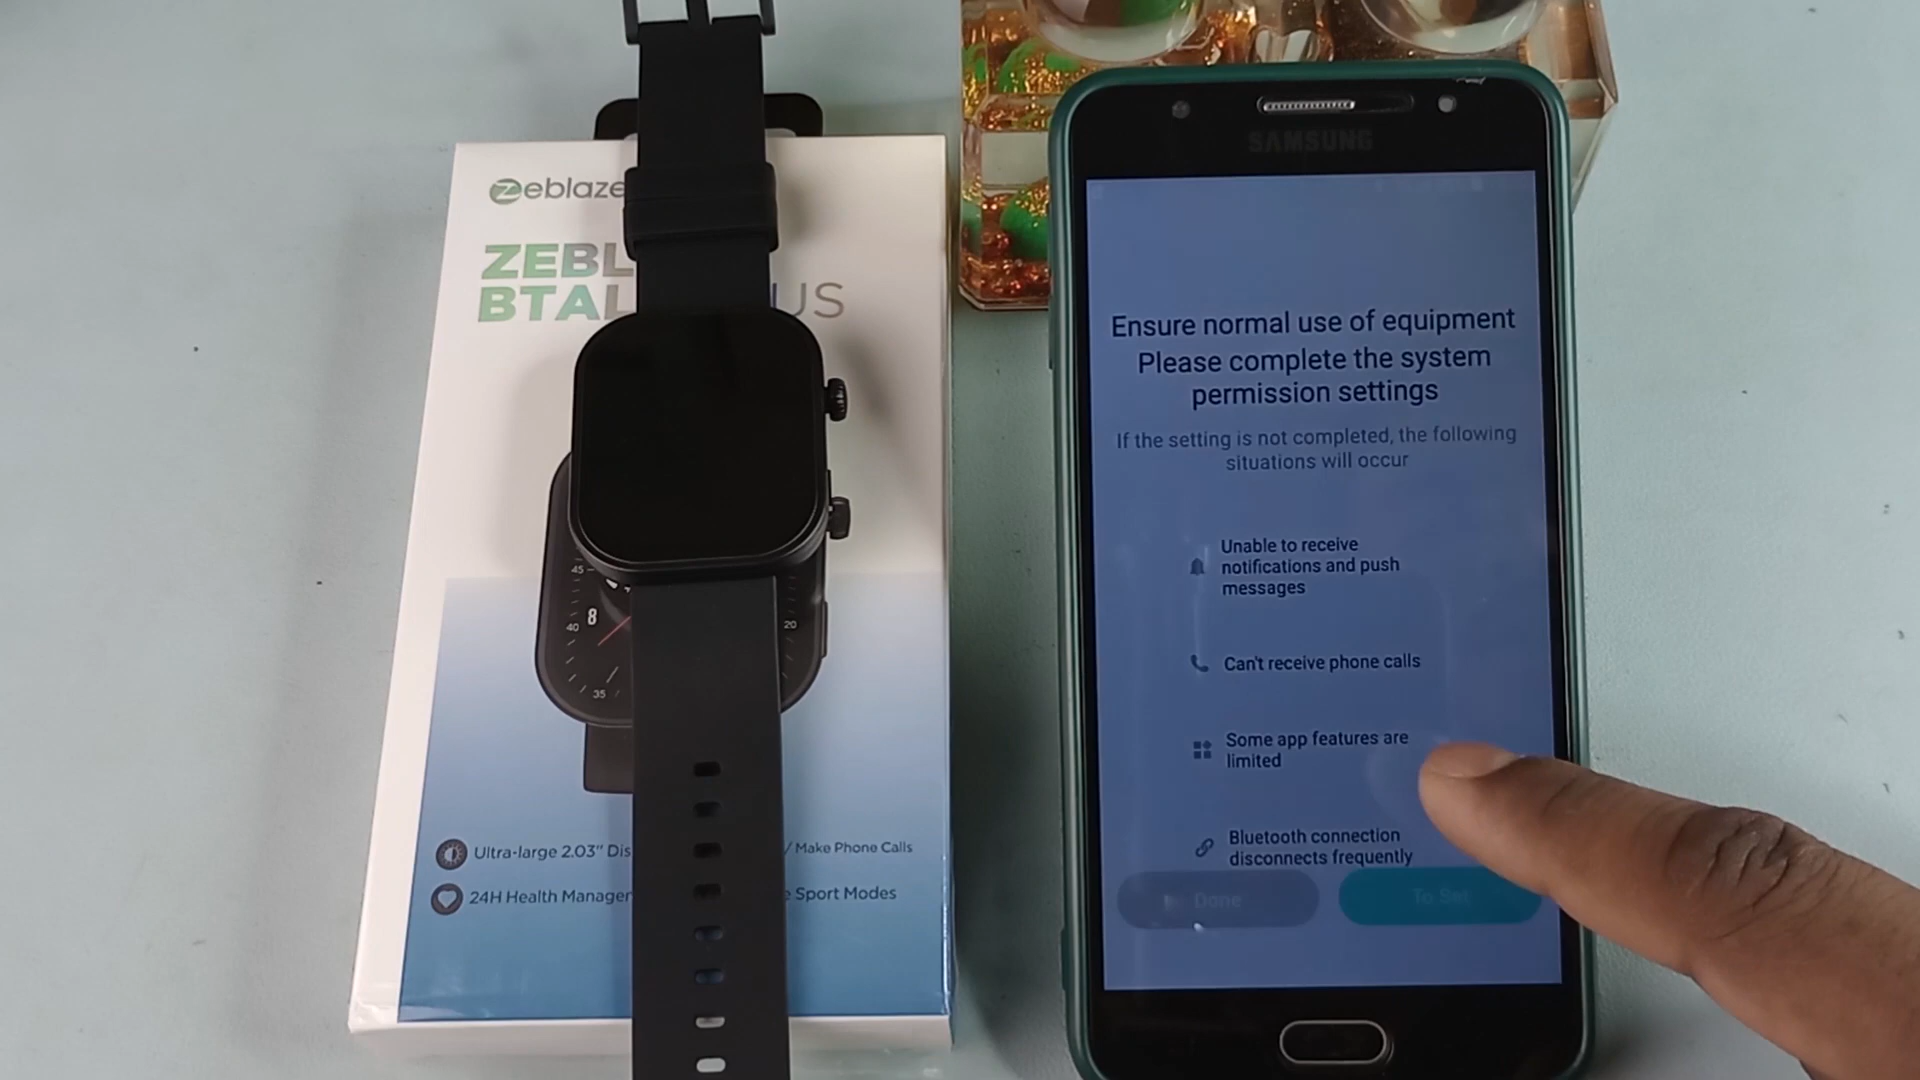 zeblaze
ZEBL
BTAL US
45
8
40
20
35
Ultra-large 2.03" Dis / Make Phone Calls
24H Health Manager e Sport Modes
SAMSUNG
Ensure normal use of equipment
Please complete the system
permission settings
If the setting is not completed, the following
situations will occur
Unable to receive
notifications and push
messages
Can't receive phone calls
Some app features are
limited
Bluetooth connection
disconnects frequently
Done
To Set